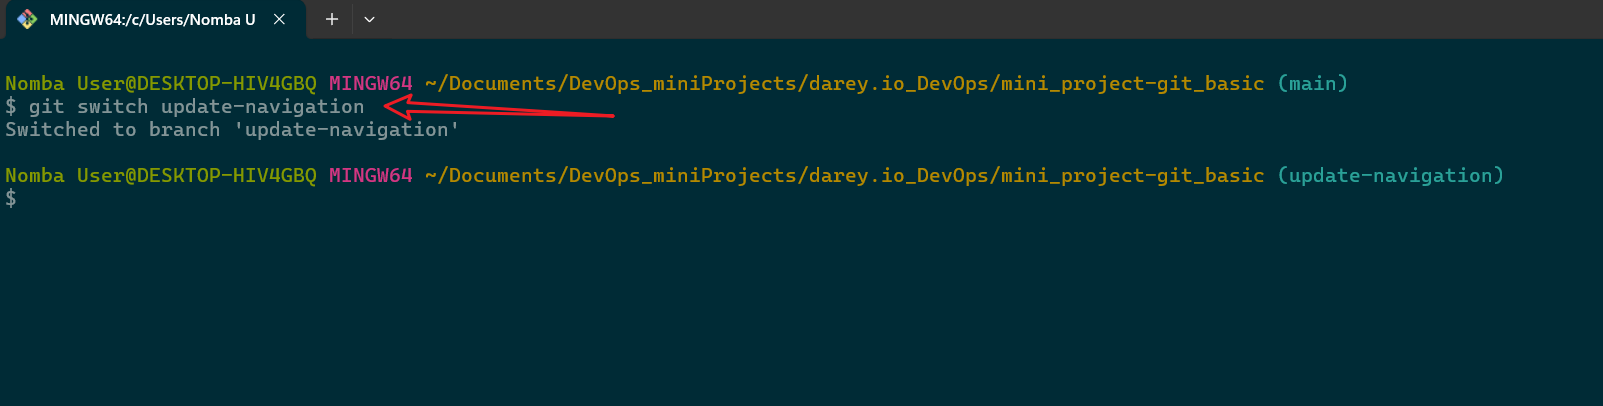 MINGW64:/c/Users/Nomba U
Nomba User@DESKTOP-HIV4GBQ MINGW64 ~/Documents/DevOps_miniProjects/darey.io_DevOps/mini_project-git_basic (main)
$ git switch update-navigation
Switched to branch 'update-navigation'
Nomba User@DESKTOP-HIV4GBQ MINGW64 ~/Documents/DevOps_miniProjects/darey.io_DevOps/mini_project-git_basic (update-navigation)
$